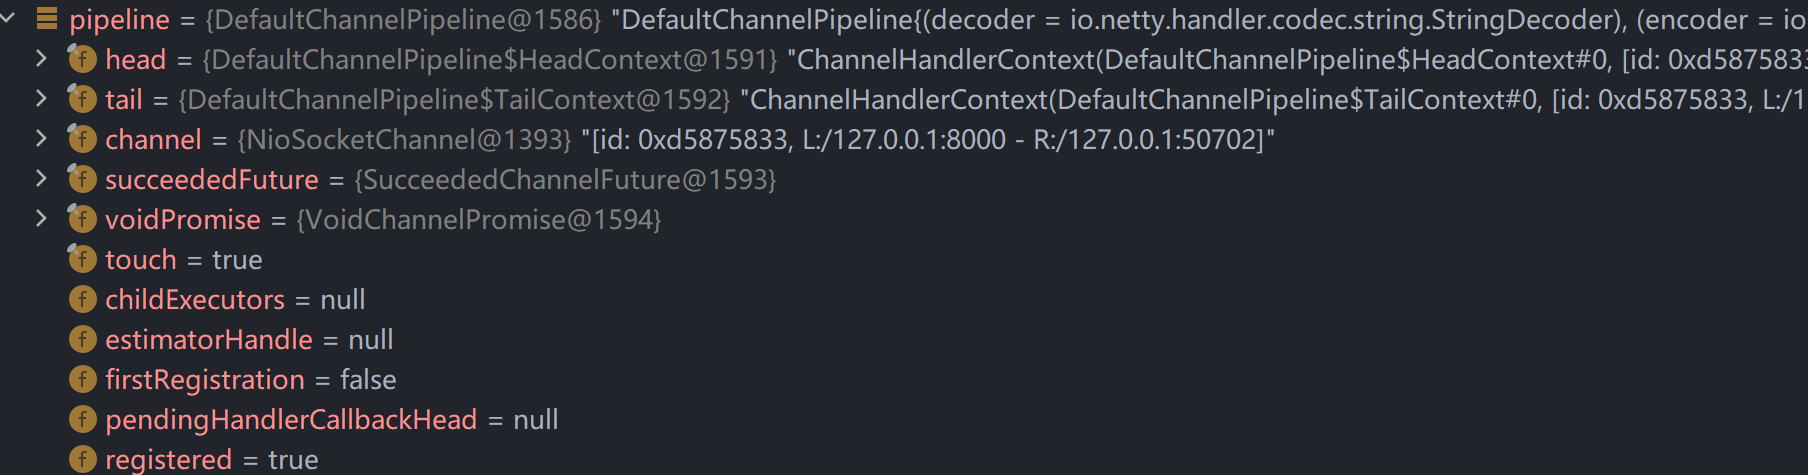 pipeline = {DefaultChannelPipeline@1586} "DefaultChannelPipeline{(decoder = io.netty.handler.codec.string.StringDecoder), (encoder = io
f head = {DefaultChannelPipeline$HeadContext@1591} "ChannelHandlerContext(DefaultChannelPipeline$HeadContext#0, [id: 0xd5875833
f tail = {DefaultChannelPipeline$TailContext@1592} "ChannelHandlerContext(DefaultChannelPipeline$TailContext#0, [id: 0xd5875833, L:/1
f channel = {NioSocketChannel@1393} "[id: 0xd5875833, L:/127.0.0.1:8000 - R:/127.0.0.1:50702]"
f succeededFuture = {SucceededChannelFuture@1593}
f voidPromise = {VoidChannelPromise@1594}
f touch = true
f childExecutors = null
f estimatorHandle = null
f firstRegistration = false
f pendingHandlerCallbackHead = null
f registered = true